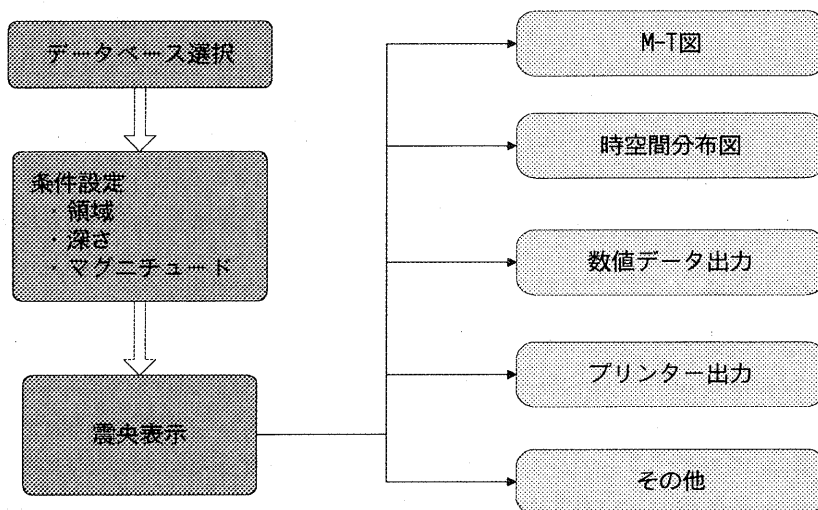 データベース選択
条件設定
・領域
・深さ
・マグニチュード
震央表示
M-T図
時空間分布図
数値データ出力
プリンター出力
その他